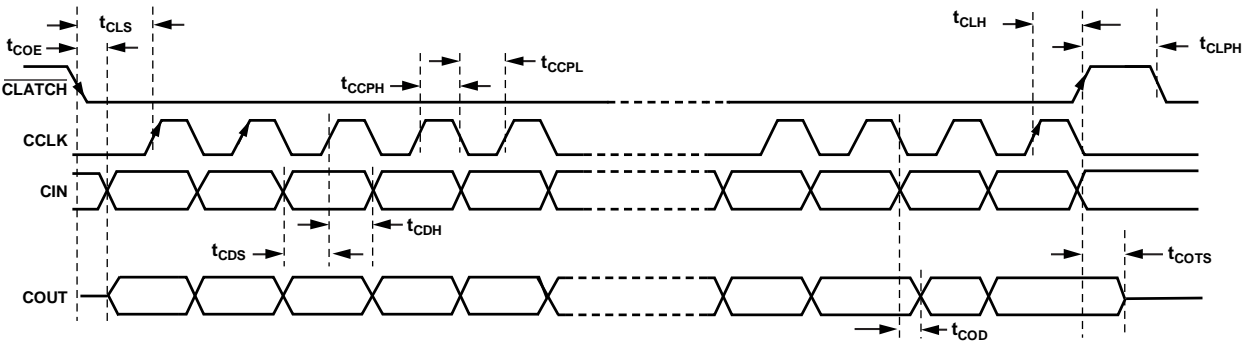 tCLS
tCLH
tCOE
tCLPH
tCCPL
tCCPH
CLATCH
CCLK
CIN
tCDH
tCDS
tCOTS
COUT
tCOD